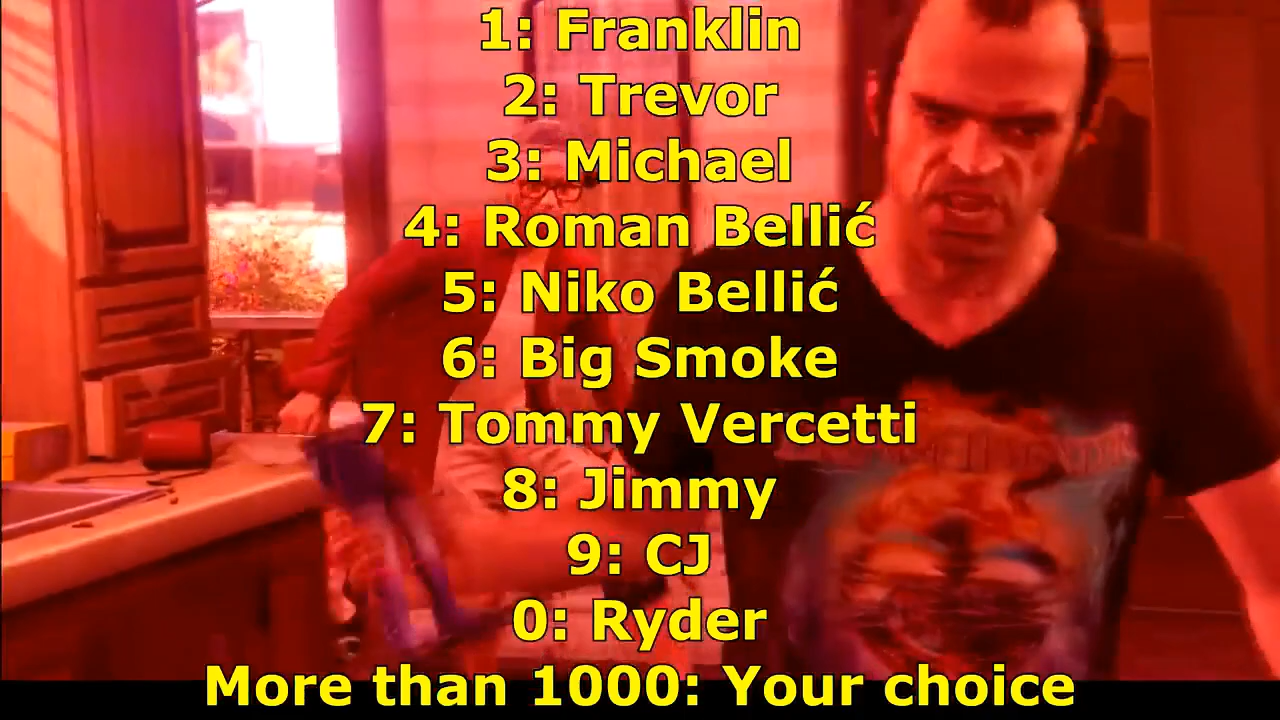 1: Franklin
2: Trevor
3: Michael
4: Roman Bellić
5: Niko Bellić
6: Big Smoke
7: Tommy Vercetti
8: Jimmy
9: CJ
0: Ryder
More than 1000: Your choice